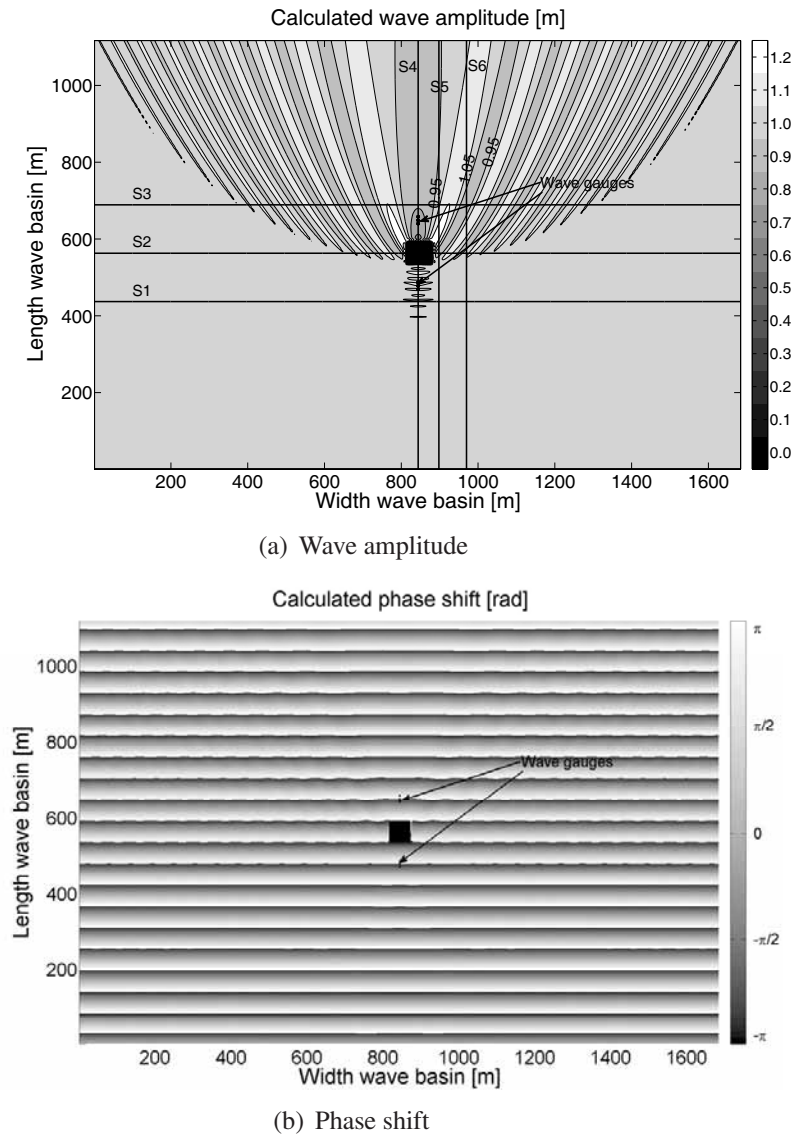 Calculated wave amplitude [m]
Length wave basin [m]
1000
800
600
400
200
S4
S5
S6
0.95
1.05
0.95
Wave gauges
S3
S2
S1
200 400 600 800 1000 1200 1400 1600
Width wave basin [m]
1.2
1.1
1.0
0.9
0.8
0.7
0.6
0.5
0.4
0.3
0.2
0.1
0.0
(a) Wave amplitude
Calculated phase shift [rad]
Length wave basin [m]
1000
800
600
400
200
Wave gauges
200 400 600 800 1000 1200 1400 1600
Width wave basin [m]
π
π/2
0
-π/2
-π
(b) Phase shift